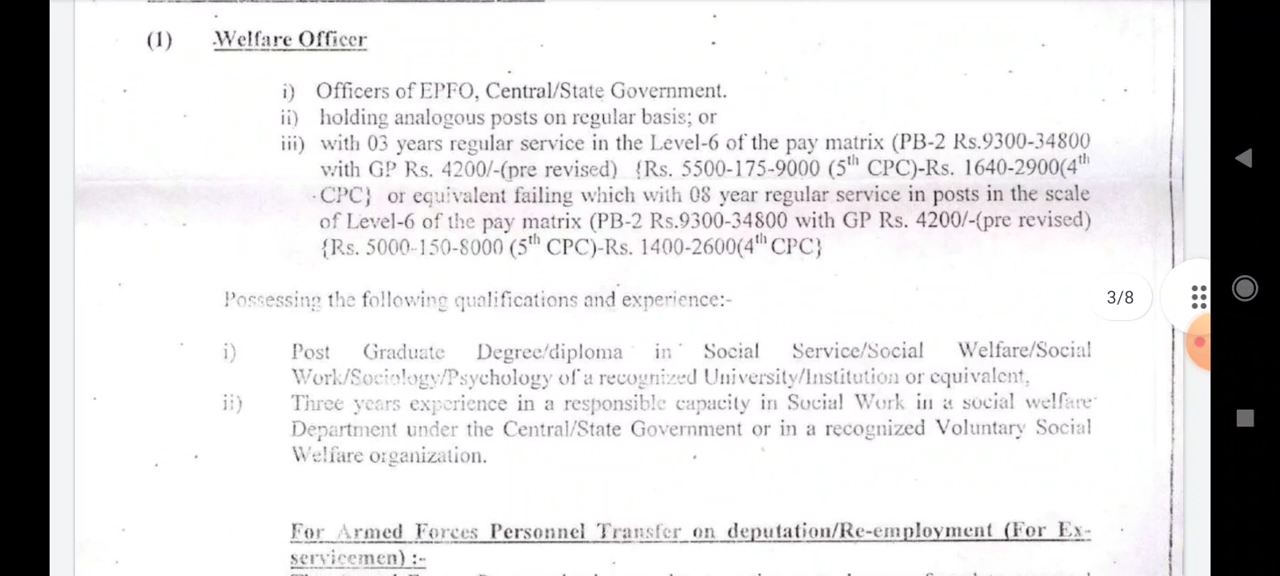 (1) Welfare Officer
i) Officers of EPFO, Central/State Government.
ii) holding analogous posts on regular basis; or
iii) with 03 years regular service in the Level-6 of the pay matrix (PB-2 Rs.9300-34800
with GP Rs. 4200/-(pre revised) {Rs. 5500-175-9000 (5th CPC)-Rs. 1640-2900(4th
CPC} or equivalent failing which with 08 year regular service in posts in the scale
of Level-6 of the pay matrix (PB-2 Rs.9300-34800 with GP Rs. 4200/-(pre revised)
{Rs. 5000-150-8000 (5th CPC)-Rs. 1400-2600(4th CPC}
Possessing the following qualifications and experience:-
3/8
i) Post Graduate Degree/diploma in Social Service/Social Welfare/Social
Work/Sociology/Psychology of a recognized University/Institution or equivalent,
ii) Three years experience in a responsible capacity in Social Work in a social welfare
Department under the Central/State Government or in a recognized Voluntary Social
Welfare organization.
For Armed Forces Personnel Transfer on deputation/Re-employment (For Ex-
servicemen) :-